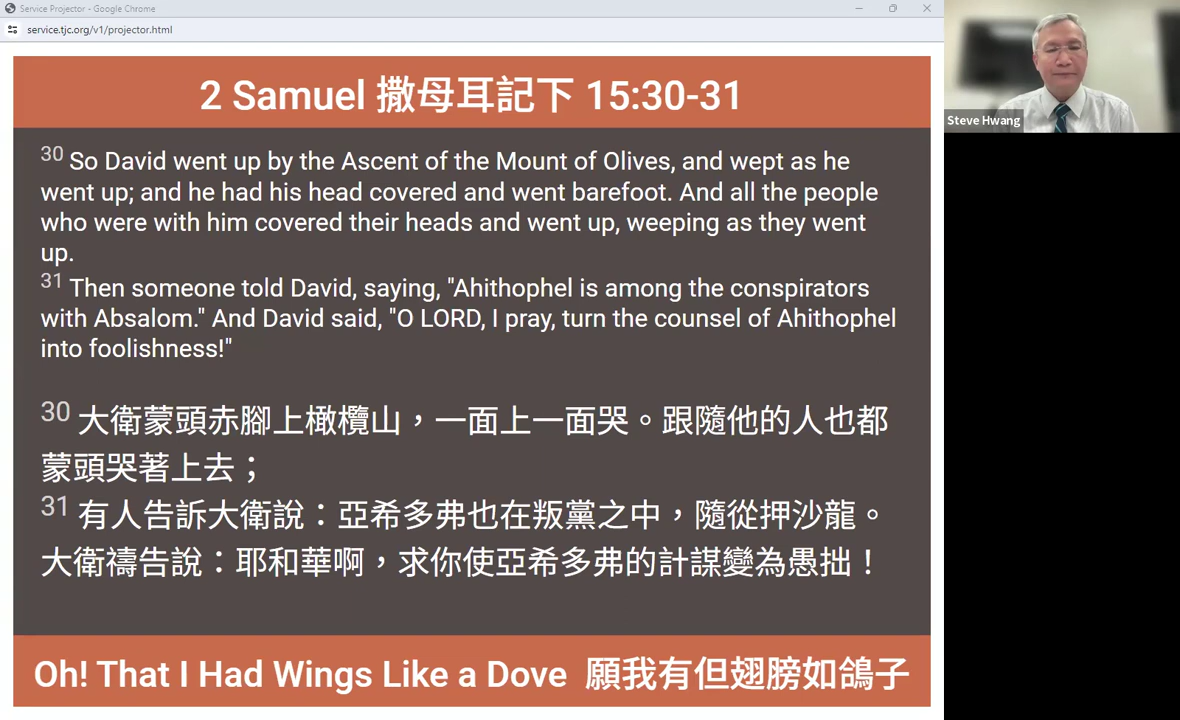 Service Projector - Google Chrome
service.tjc.org/v1/projector.html
2 Samuel 撒母耳記下 15:30-31
30 So David went up by the Ascent of the Mount of Olives, and wept as he
went up; and he had his head covered and went barefoot. And all the people
who were with him covered their heads and went up, weeping as they went
up.
31 Then someone told David, saying, "Ahithophel is among the conspirators
with Absalom." And David said, "O LORD, I pray, turn the counsel of Ahithophel
into foolishness!"
30 大衛蒙頭赤腳上橄欖山，一面上一面哭。跟隨他的人也都
蒙頭哭著上去；
31 有人告訴大衛說：亞希多弗也在叛黨之中，隨從押沙龍。
大衛禱告說：耶和華啊，求你使亞希多弗的計謀變為愚拙！
Oh! That I Had Wings Like a Dove 願我有但翅膀如鴿子
Steve Hwang